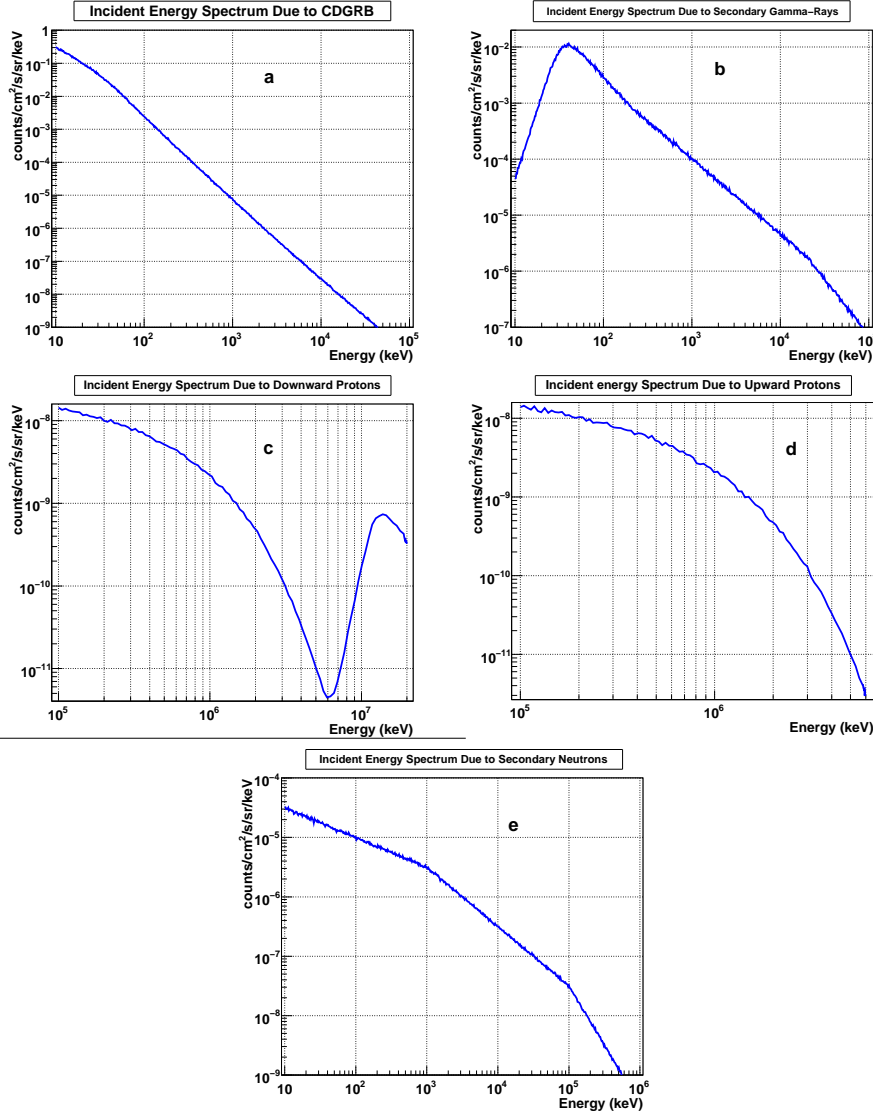 Incident Energy Spectrum Due to CDGRB
counts/cm²/s/sr/keV
1
10⁻¹
10⁻²
10⁻³
10⁻⁴
10⁻⁵
10⁻⁶
10⁻⁷
10⁻⁸
10⁻⁹
a
10 10² 10³ 10⁴ 10⁵
Energy (keV)
Incident Energy Spectrum Due to Secondary Gamma−Rays
counts/cm²/s/sr/keV
10⁻²
10⁻³
10⁻⁴
10⁻⁵
10⁻⁶
10⁻⁷
b
10 10² 10³ 10⁴ 10
Energy (keV)
Incident Energy Spectrum Due to Downward Protons
counts/cm²/s/sr/keV
10⁻⁸
10⁻⁹
10⁻¹⁰
10⁻¹¹
c
10⁵ 10⁶ 10⁷
Energy (keV)
Incident energy Spectrum Due to Upward Protons
counts/cm²/s/sr/keV
10⁻⁸
10⁻⁹
10⁻¹⁰
10⁻¹¹
d
10⁵ 10⁶
Energy (keV)
Incident Energy Spectrum Due to Secondary Neutrons
counts/cm²/s/sr/keV
10⁻⁴
10⁻⁵
10⁻⁶
10⁻⁷
10⁻⁸
10⁻⁹
e
10 10² 10³ 10⁴ 10⁵ 10⁶
Energy (keV)